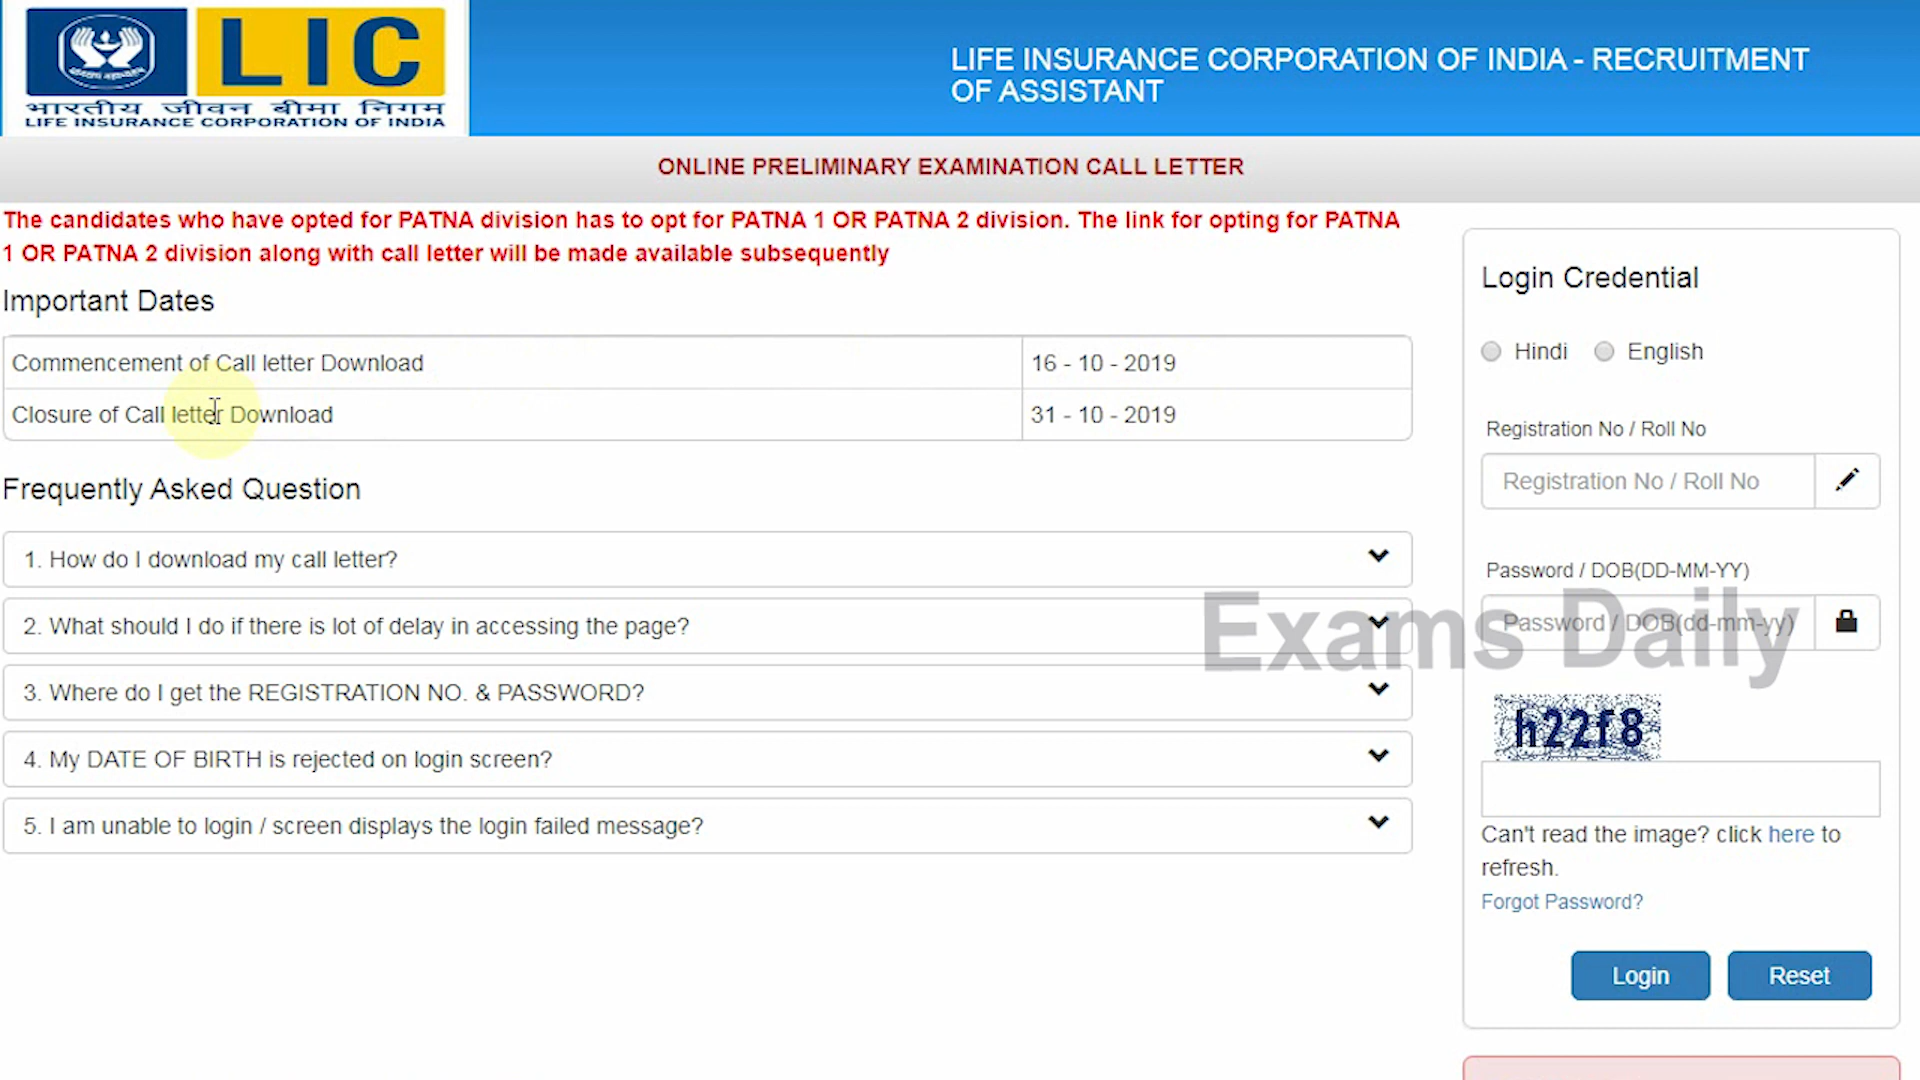 LIC
भारतीय जीवन बीमा निगम
LIFE INSURANCE CORPORATION OF INDIA
LIFE INSURANCE CORPORATION OF INDIA - RECRUITMENT
OF ASSISTANT
ONLINE PRELIMINARY EXAMINATION CALL LETTER
The candidates who have opted for PATNA division has to opt for PATNA 1 OR PATNA 2 division. The link for opting for PATNA
1 OR PATNA 2 division along with call letter will be made available subsequently
Important Dates
Commencement of Call letter Download 16 - 10 - 2019
Closure of Call letter Download 31 - 10 - 2019
Frequently Asked Question
1. How do I download my call letter?
2. What should I do if there is lot of delay in accessing the page?
3. Where do I get the REGISTRATION NO. & PASSWORD?
4. My DATE OF BIRTH is rejected on login screen?
5. I am unable to login / screen displays the login failed message?
Login Credential
Hindi English
Registration No / Roll No
Registration No / Roll No
Password / DOB(DD-MM-YY)
Password / DOB(dd-mm-yy)
Exams Daily
h22f8
Can't read the image? click here to
refresh.
Forgot Password?
Login Reset